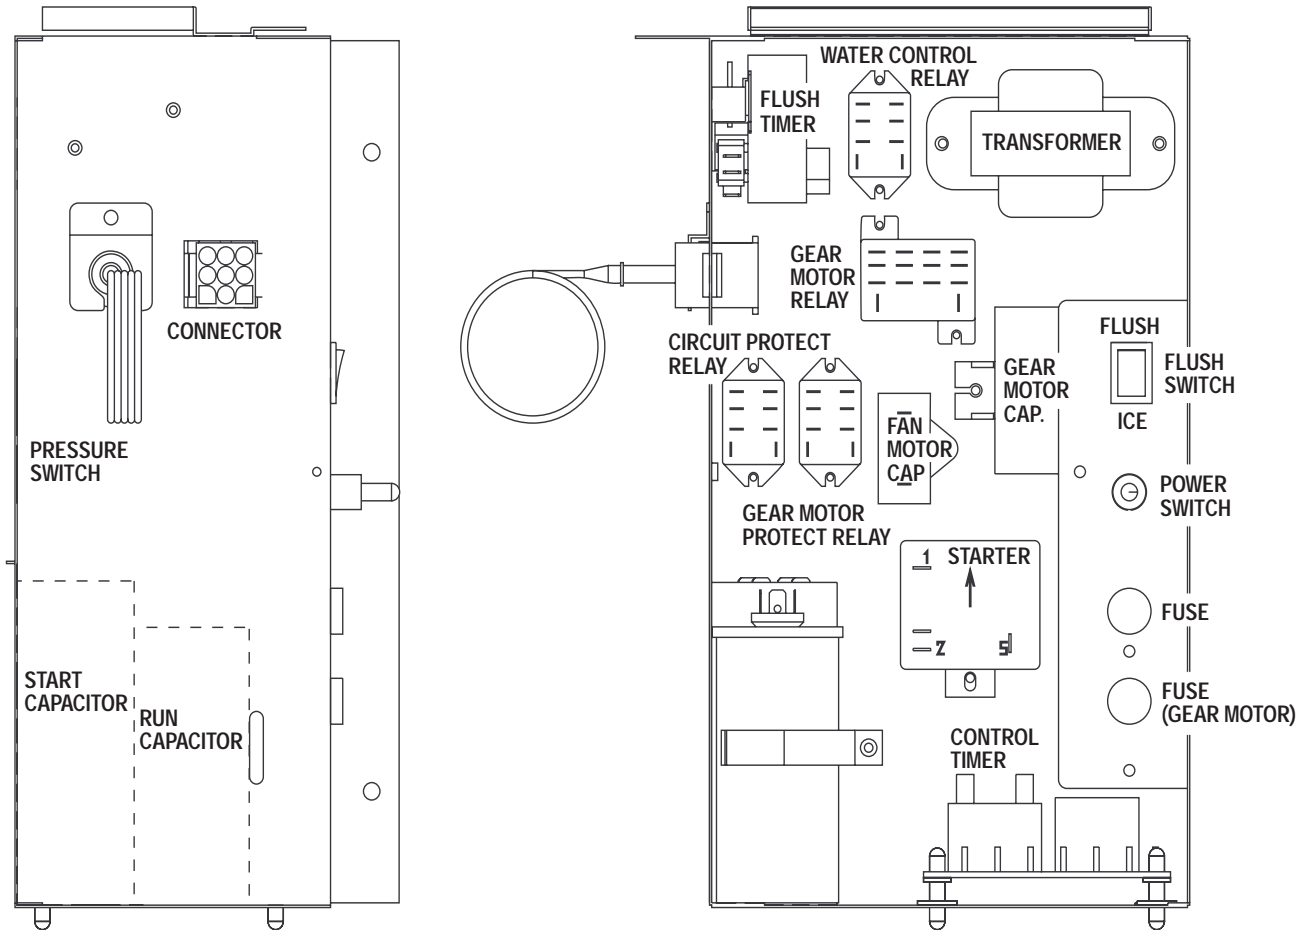 WATER CONTROL
RELAY
FLUSH
TIMER
TRANSFORMER
GEAR
MOTOR
RELAY
CONNECTOR
CIRCUIT PROTECT
RELAY
FLUSH
FLUSH
SWITCH
ICE
GEAR
MOTOR
CAP.
FAN
MOTOR
CAP
PRESSURE
SWITCH
POWER
SWITCH
GEAR MOTOR
PROTECT RELAY
1 STARTER
2 5
FUSE
FUSE
(GEAR MOTOR)
START
CAPACITOR
RUN
CAPACITOR
CONTROL
TIMER